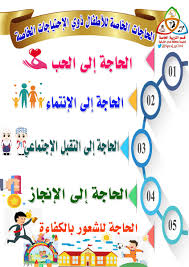 الحاجات الخاصة للأطفال ذوي الإحتياجات الخاصة
01
الحاجة إلى الحب
02
الحاجة إلى الإنتماء
03
الحاجة إلى التقبل الإجتماعي
04
الحاجة إلى الإنجاز
05
الحاجة للشعور بالكفاءة